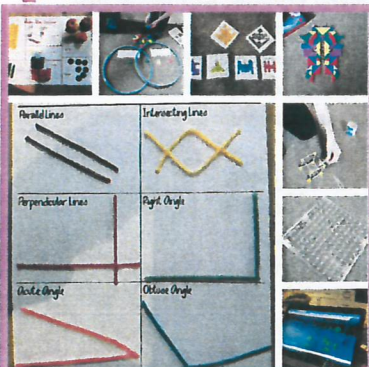 Parallel Lines
Intersecting Lines
Perpendicular Lines
Right Angle
Acute Angle
Obtuse Angle